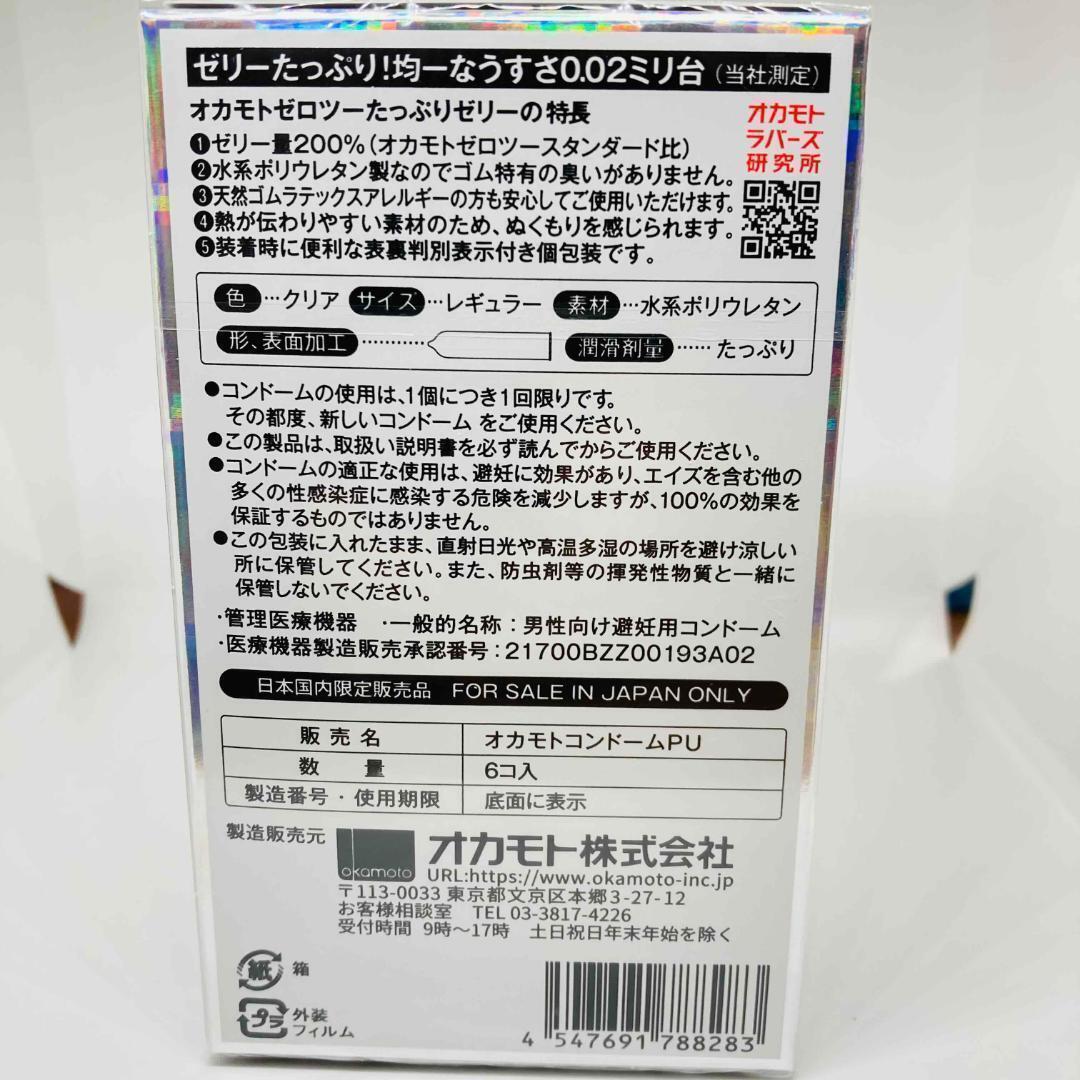 ゼリーたっぷり!均一なうすさ0.02ミリ台(当社測定)
オカモトゼロツーたっぷりゼリーの特長
オカモト
ラバーズ
研究所
❶ゼリー量200%(オカモトゼロツースタンダード比)
❷水系ポリウレタン製なのでゴム特有の臭いがありません。
❸天然ゴムラテックスアレルギーの方も安心してご使用いただけます。
❹熱が伝わりやすい素材のため、ぬくもりを感じられます。
❺装着時に便利な表裏判別表示付き個包装です。
色…クリア サイズ…レギュラー 素材…水系ポリウレタン
形、表面加工………… 潤滑剤量……たっぷり
●コンドームの使用は、1個につき1回限りです。
その都度、新しいコンドーム をご使用ください。
●この製品は、取扱い説明書を必ず読んでからご使用ください。
●コンドームの適正な使用は、避妊に効果があり、エイズを含む他の
多くの性感染症に感染する危険を減少しますが、100%の効果を
保証するものではありません。
●この包装に入れたまま、直射日光や高温多湿の場所を避け涼しい
所に保管してください。また、防虫剤等の揮発性物質と一緒に
保管しないでください。
・管理医療機器 ・一般的名称:男性向け避妊用コンドーム
・医療機器製造販売承認番号:21700BZZ00193A02
日本国内限定販売品 FOR SALE IN JAPAN ONLY
販売名 オカモトコンドームPU
数量 6コ入
製造番号・使用期限 底面に表示
製造販売元 okamoto オカモト株式会社
URL:https://www.okamoto-inc.jp
〒113-0033 東京都文京区本郷3-27-12
お客様相談室 TEL 03-3817-4226
受付時間 9時〜17時 土日祝日年末年始を除く
紙 箱
プラ 外装
フィルム
4 547691 788283